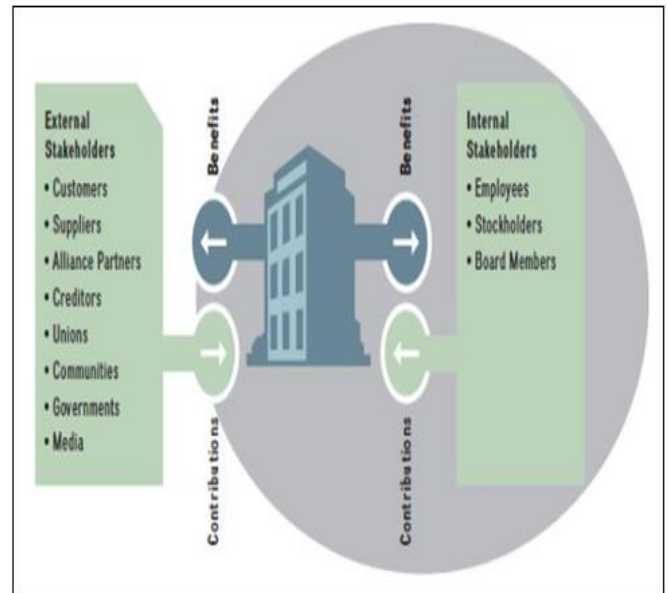 External
Stakeholders
• Customers
• Suppliers
• Alliance Partners
• Creditors
• Unions
• Communities
• Governments
• Media
Benefits
Contributions
Benefits
Contributions
Internal
Stakeholders
• Employees
• Stockholders
• Board Members